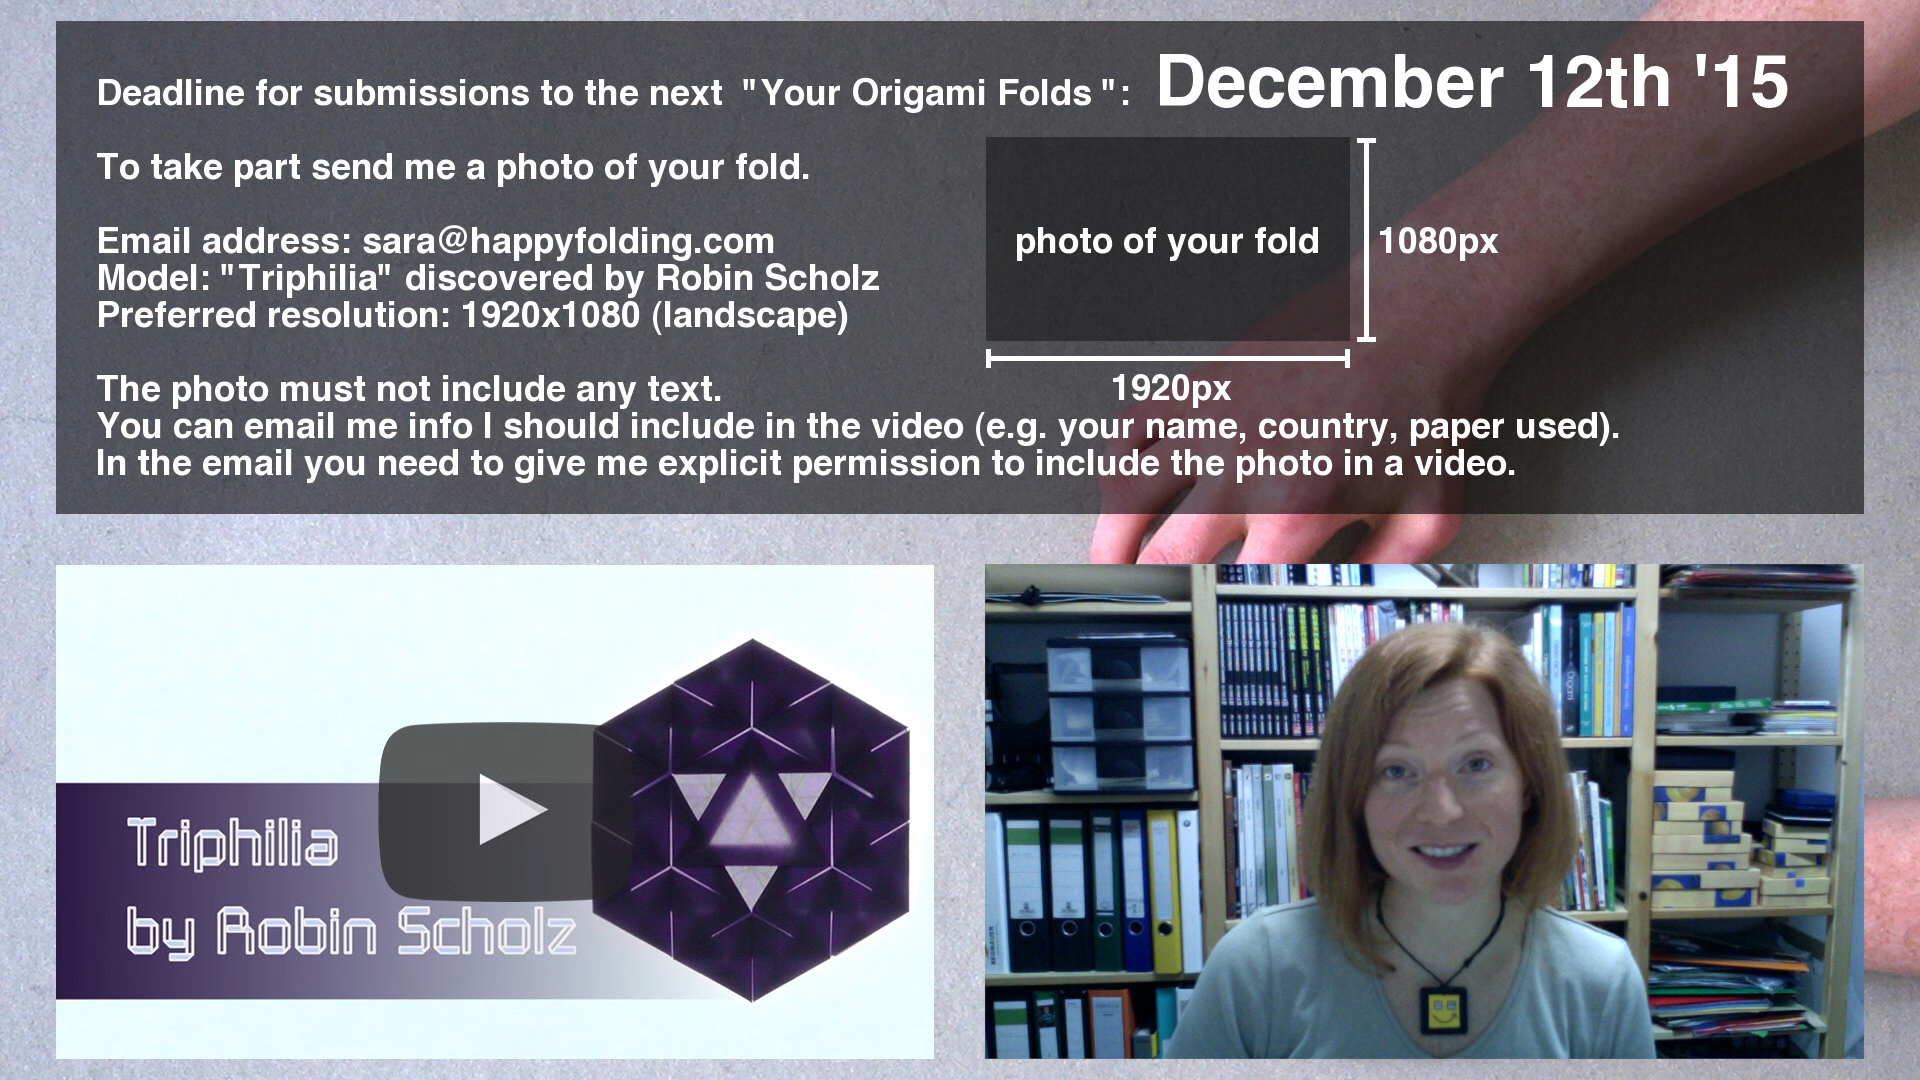 Deadline for submissions to the next "Your Origami Folds": December 12th '15
To take part send me a photo of your fold.
Email address: sara@happyfolding.com
Model: "Triphilia" discovered by Robin Scholz
Preferred resolution: 1920x1080 (landscape)
photo of your fold
1080px
1920px
The photo must not include any text.
You can email me info I should include in the video (e.g. your name, country, paper used).
In the email you need to give me explicit permission to include the photo in a video.
Triphilia
by Robin Scholz